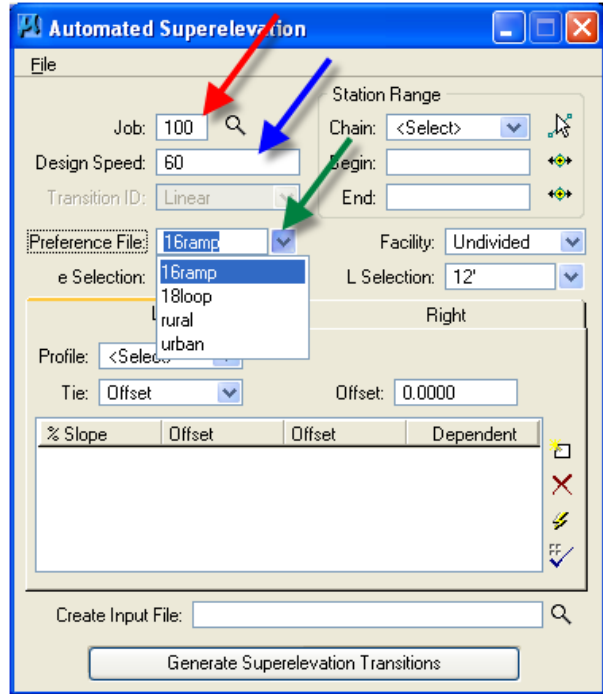 Automated Superelevation
File
Station Range
Job: 100
Chain: <Select>
Design Speed: 60
Begin:
Transition ID: Linear
End:
Preference File: 16ramp
Facility: Undivided
16ramp
18loop
rural
urban
e Selection:
L Selection: 12'
L
Right
Profile: <Select>
Tie: Offset
Offset: 0.0000
% Slope Offset Offset Dependent
FF
Create Input File:
Generate Superelevation Transitions